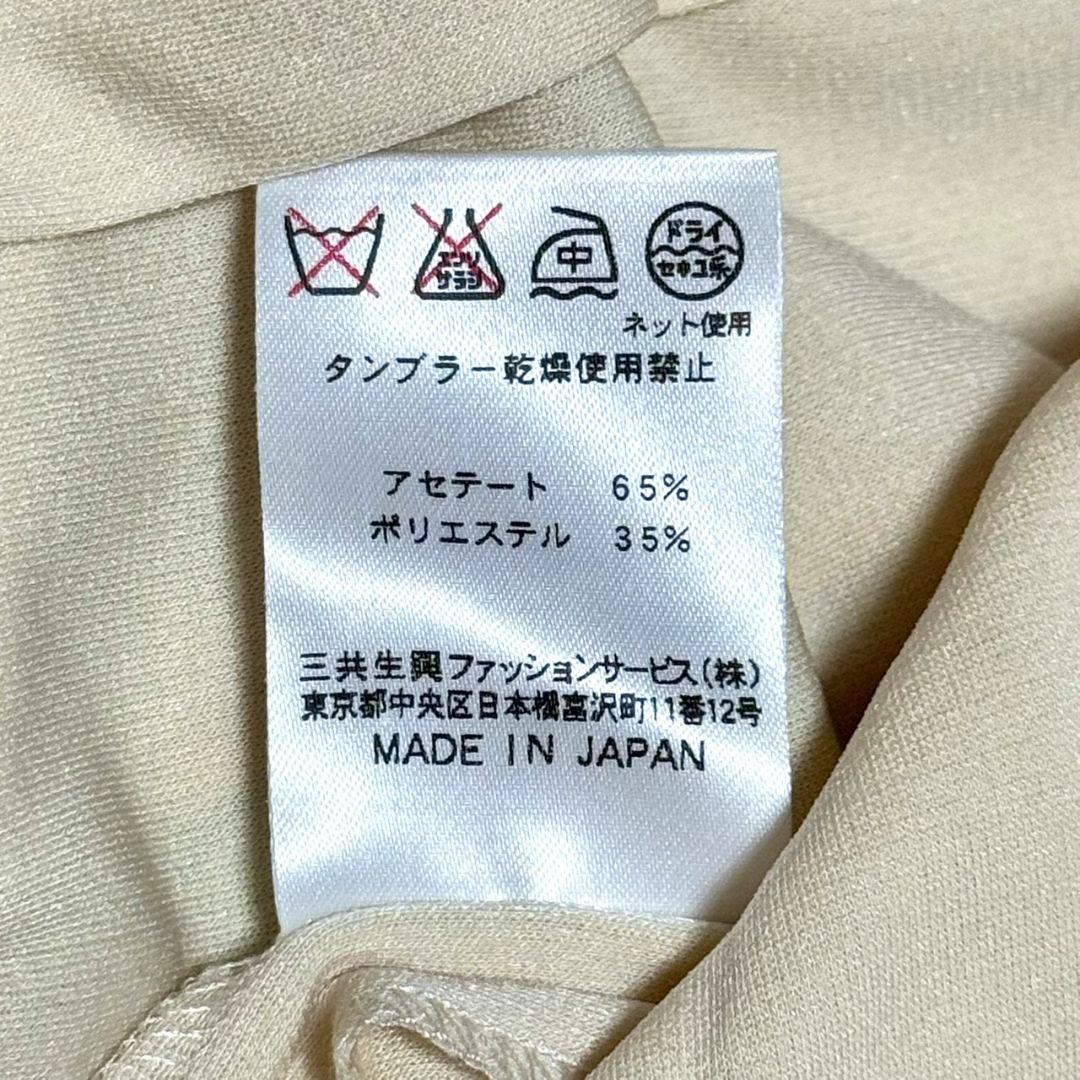 エンソ
サラシ
中
ドライ
セキユ系
ネット使用
タンブラー乾燥使用禁止
アセテート 65%
ポリエステル 35%
三共生興ファッションサービス(株)
東京都中央区日本橋富沢町11番12号
MADE IN JAPAN